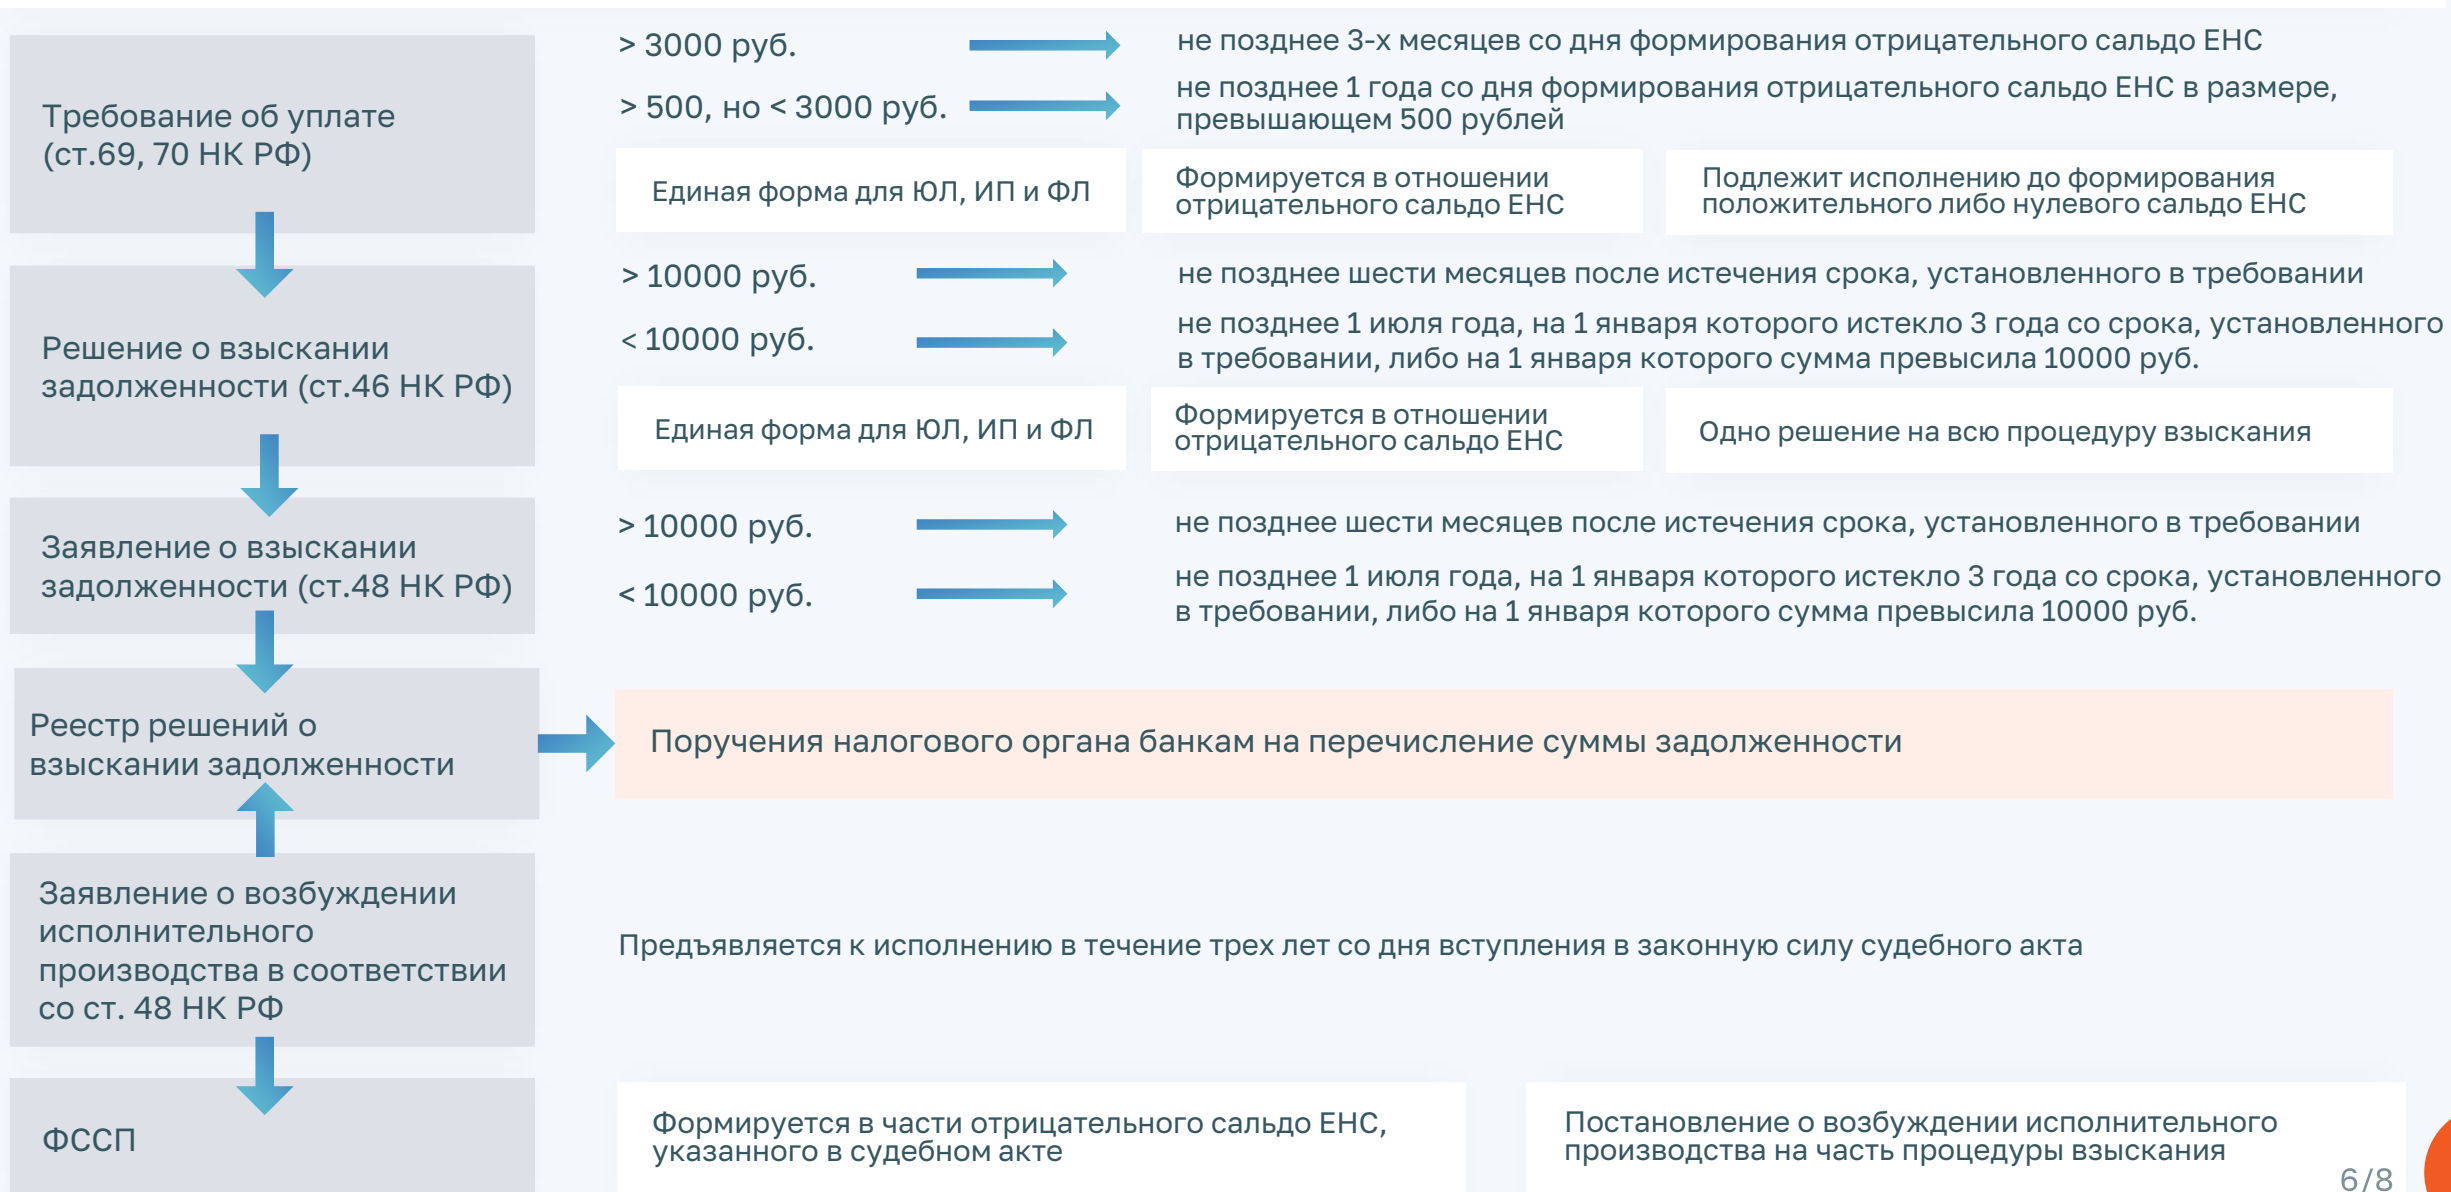 Требование об уплате
(ст.69, 70 НК РФ)
> 3000 руб.
не позднее 3-х месяцев со дня формирования отрицательного сальдо ЕНС
> 500, но < 3000 руб.
не позднее 1 года со дня формирования отрицательного сальдо ЕНС в размере,
превышающем 500 рублей
Единая форма для ЮЛ, ИП и ФЛ
Формируется в отношении
отрицательного сальдо ЕНС
Подлежит исполнению до формирования
положительного либо нулевого сальдо ЕНС
Решение о взыскании
задолженности (ст.46 НК РФ)
> 10000 руб.
не позднее шести месяцев после истечения срока, установленного в требовании
< 10000 руб.
не позднее 1 июля года, на 1 января которого истекло 3 года со срока, установленного
в требовании, либо на 1 января которого сумма превысила 10000 руб.
Единая форма для ЮЛ, ИП и ФЛ
Формируется в отношении
отрицательного сальдо ЕНС
Одно решение на всю процедуру взыскания
Заявление о взыскании
задолженности (ст.48 НК РФ)
> 10000 руб.
не позднее шести месяцев после истечения срока, установленного в требовании
< 10000 руб.
не позднее 1 июля года, на 1 января которого истекло 3 года со срока, установленного
в требовании, либо на 1 января которого сумма превысила 10000 руб.
Реестр решений о
взыскании задолженности
Поручения налогового органа банкам на перечисление суммы задолженности
Заявление о возбуждении
исполнительного
производства в соответствии
со ст. 48 НК РФ
Предъявляется к исполнению в течение трех лет со дня вступления в законную силу судебного акта
ФССП
Формируется в части отрицательного сальдо ЕНС,
указанного в судебном акте
Постановление о возбуждении исполнительного
производства на часть процедуры взыскания
6/8